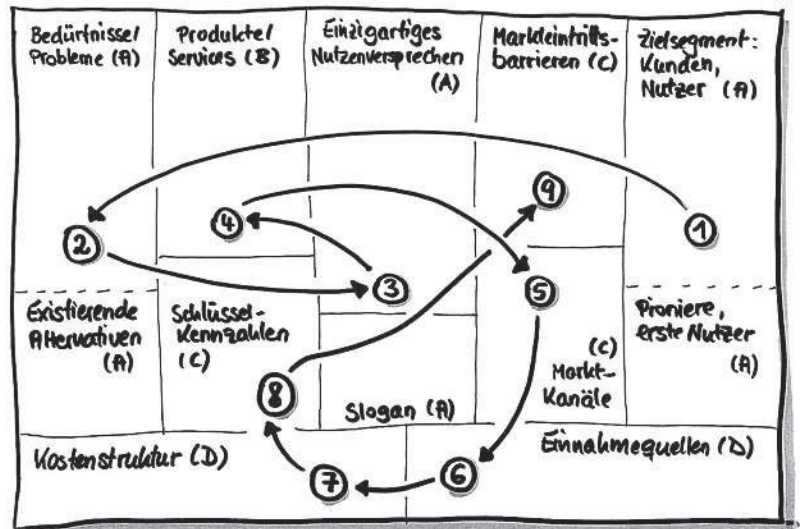 Bedürfnisse/
Probleme (A)
Produkte/
Services (B)
Einzigartiges
Nutzenversprechen
(A)
Markteintritts-
barrieren (C)
Zielsegment:
Kunden,
Nutzer (A)
9
4
1
2
3
5
Existierende
Alternativen
(A)
Schlüssel-
Kennzahlen
(C)
8
Slogan (A)
(C)
Markt-
Kanäle
Pioniere,
erste Nutzer
(A)
Kostenstruktur (D)
7
6
Einnahmequellen (D)